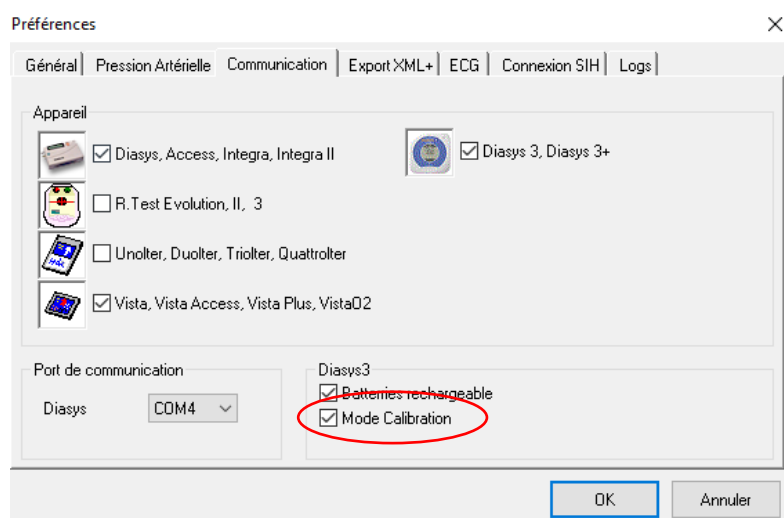 Préférences
Général Pression Artérielle Communication Export XML+ ECG Connexion SIH Logs
Appareil
Diasys, Access, Integra, Integra II
Diasys 3, Diasys 3+
R.Test Evolution, II, 3
Unolter, Duolter, Triolter, Quattrolter
Vista, Vista Access, Vista Plus, VistaO2
Port de communication
Diasys COM4
Diasys3
Batteries rechargeable
Mode Calibration
OK Annuler